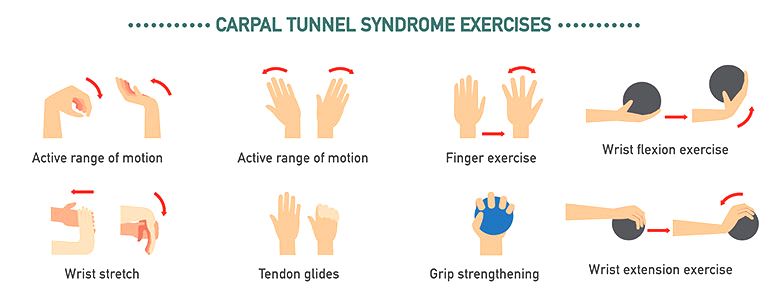 CARPAL TUNNEL SYNDROME EXERCISES
Active range of motion
Active range of motion
Finger exercise
Wrist flexion exercise
Wrist stretch
Tendon glides
Grip strengthening
Wrist extension exercise